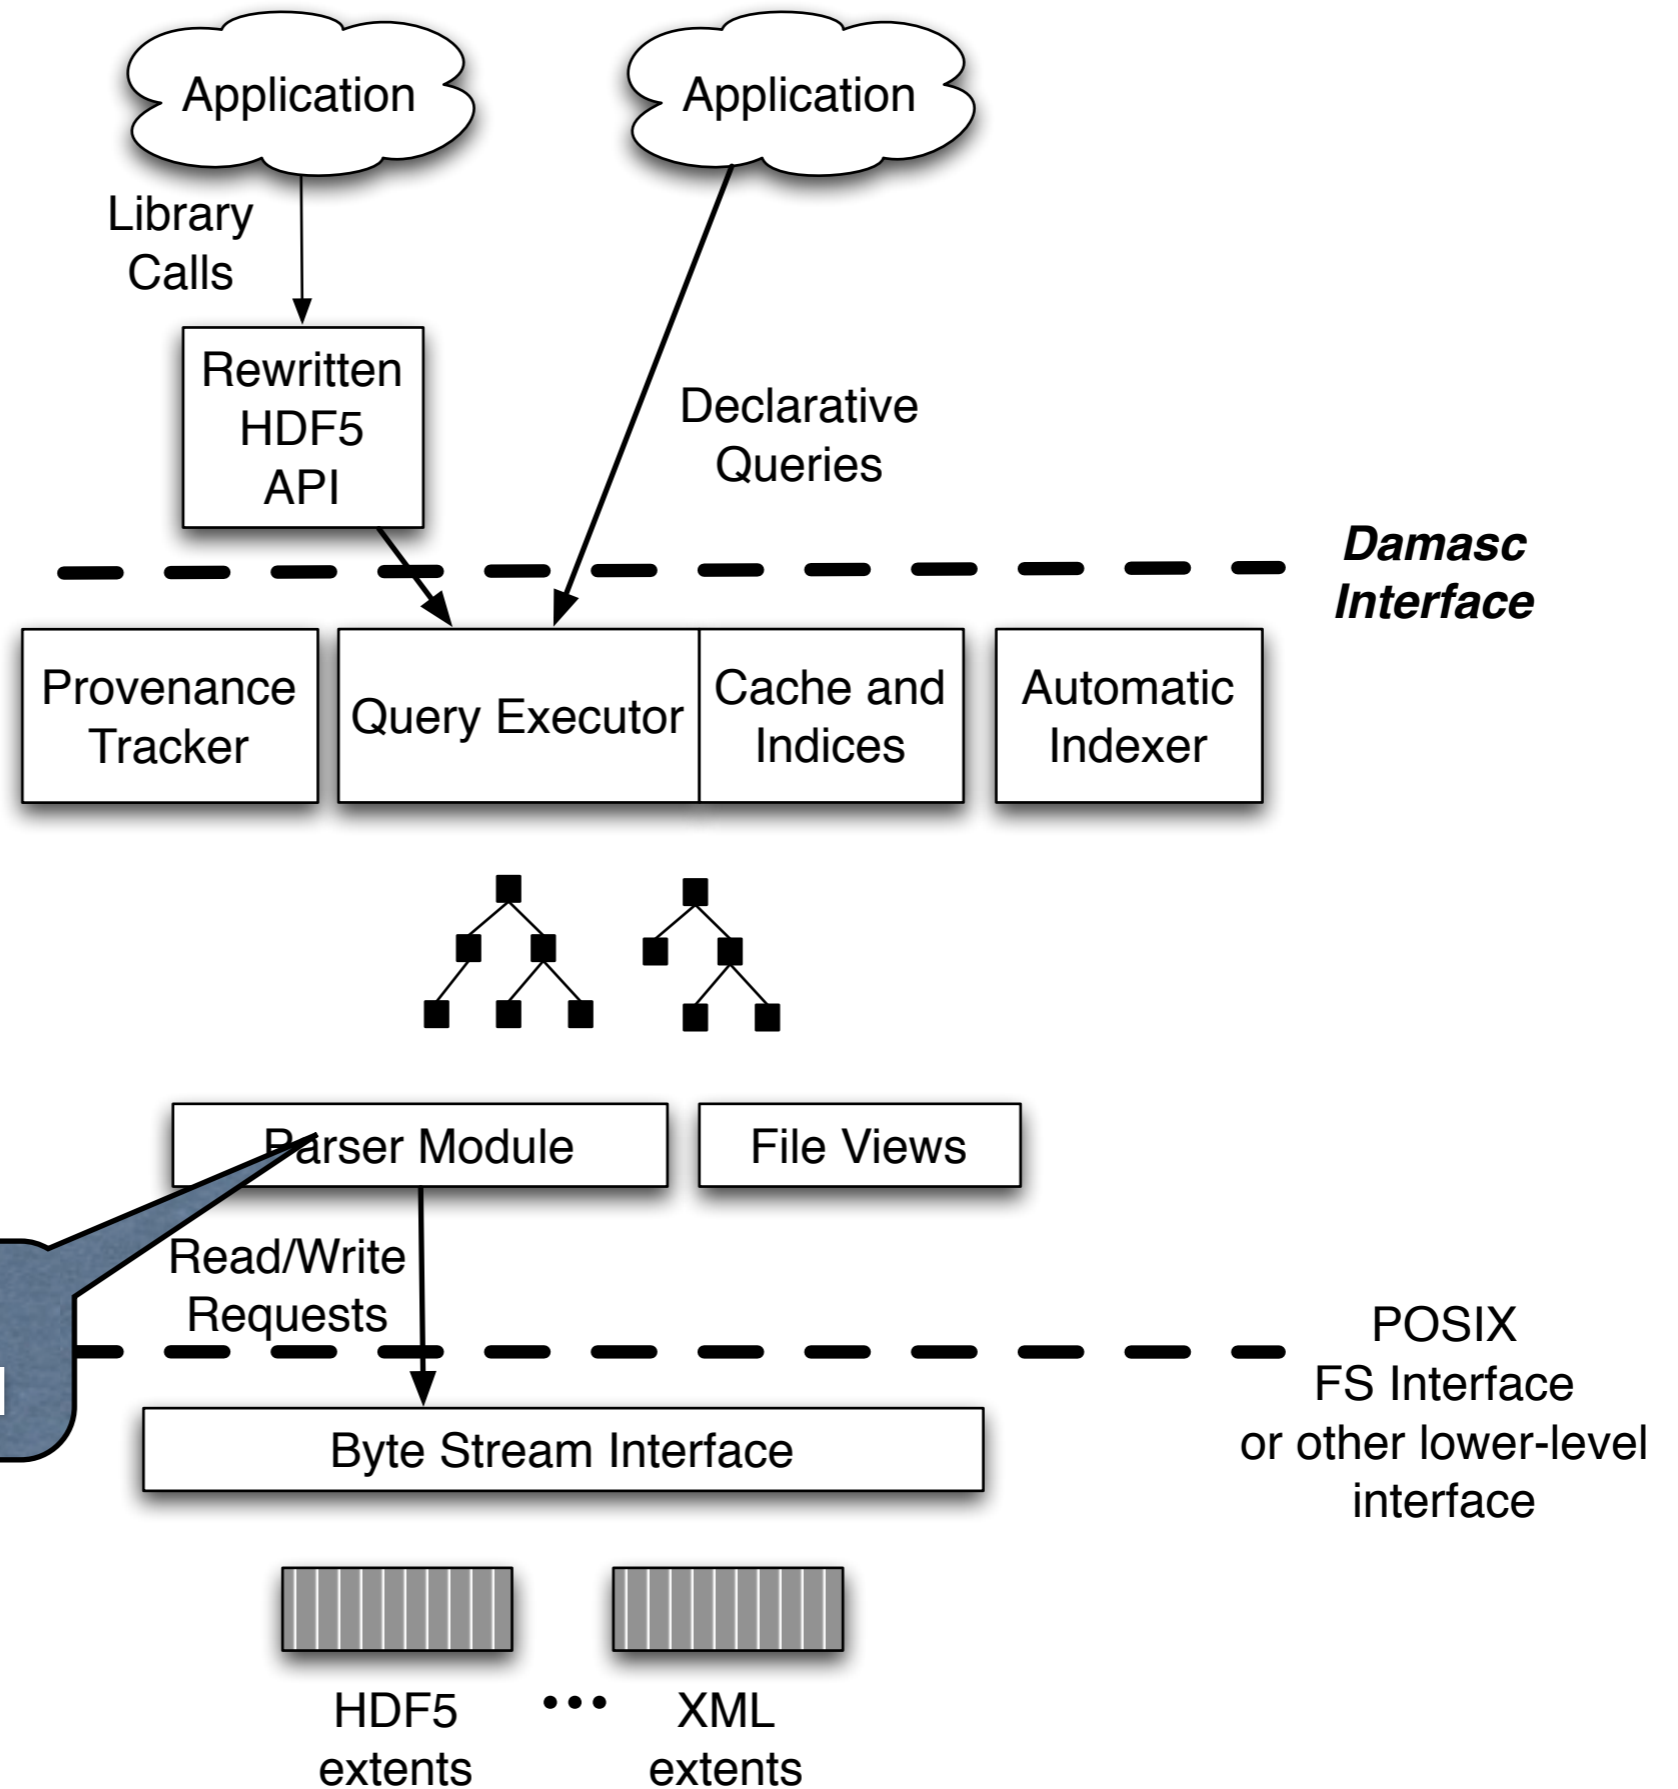 Application
Application
Library
Calls
Rewritten
HDF5
API
Declarative
Queries
Damasc
Interface
Provenance
Tracker
Query Executor
Cache and
Indices
Automatic
Indexer
Parser Module
File Views
Read/Write
Requests
POSIX
FS Interface
or other lower-level
interface
Byte Stream Interface
HDF5
extents
...
XML
extents